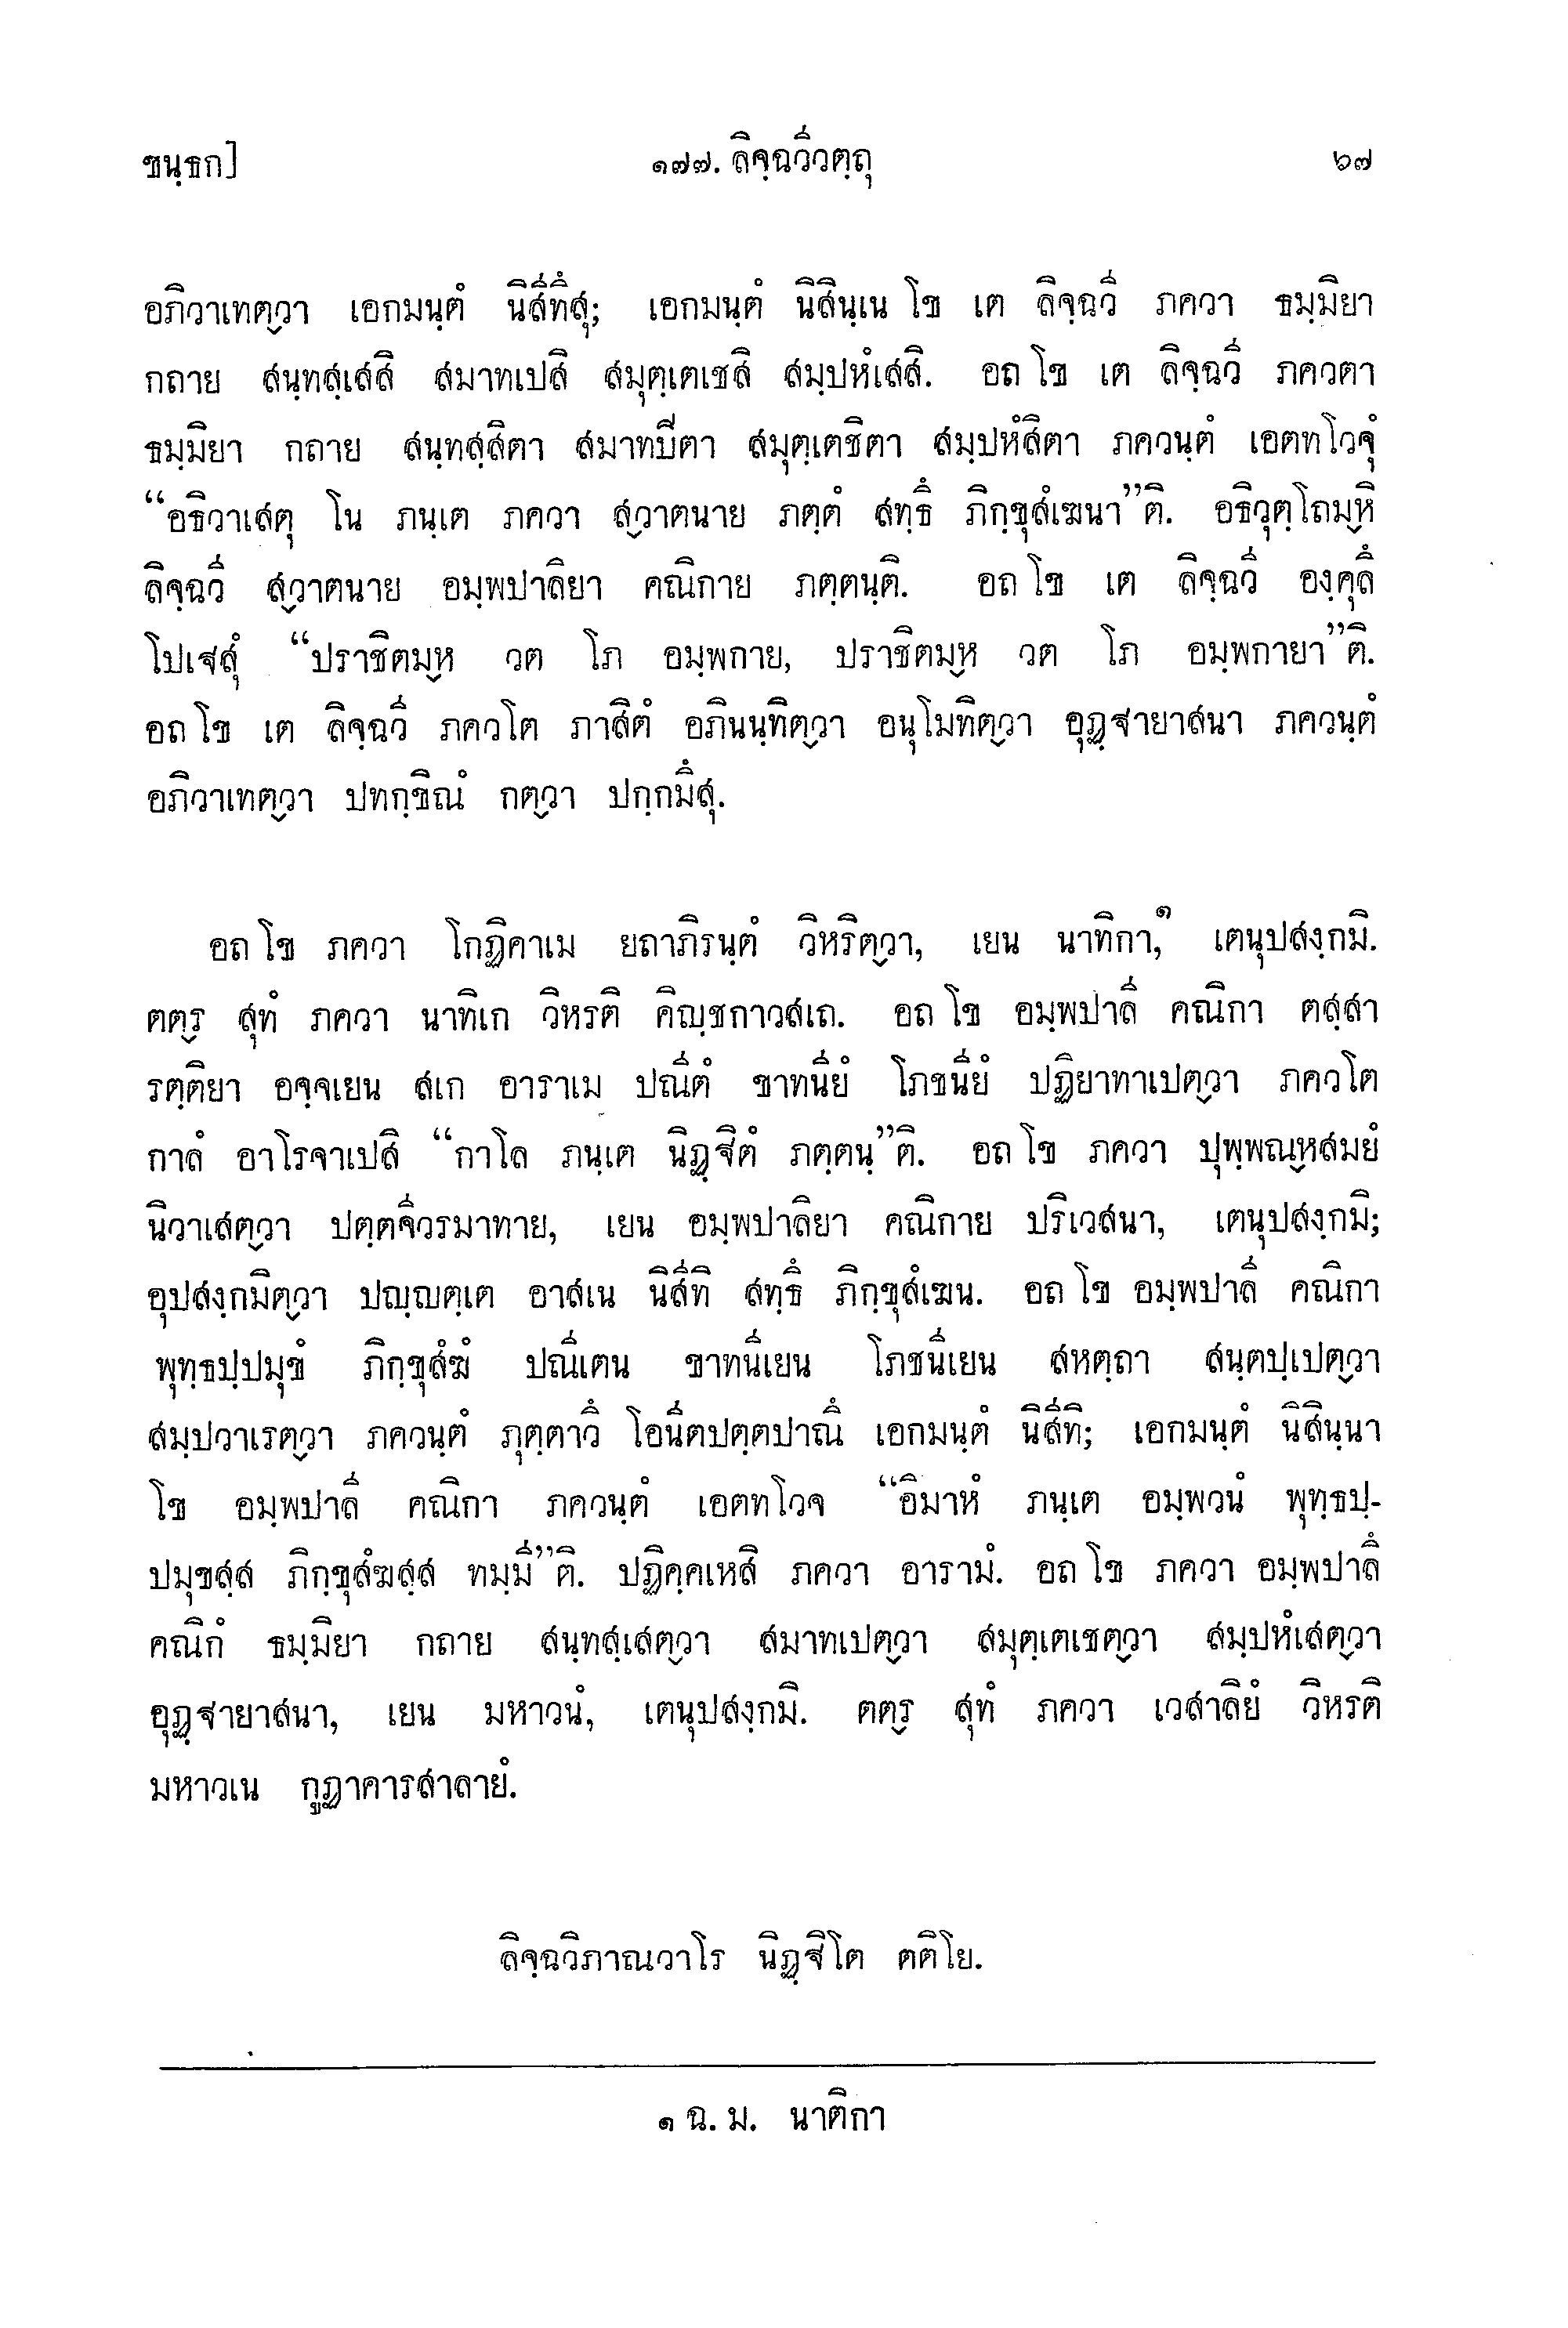 ขนฺธก]
๑๗๗. ลิจฺฉวีวตฺถุ
๖๗
อภิวาเทตฺวา เอกมนฺตํ นิสีทึสุ; เอกมนฺตํ นิสินฺเน โข เต ลิจฺฉวี ภควา ธมฺมิยา
กถาย สนฺทสฺเสสิ สมาทเปสิ สมุตฺเตเชสิ สมฺปหํเสสิ. อถ โข เต ลิจฺฉวี ภควตา
ธมฺมิยา กถาย สนฺทสฺสิตา สมาทปีตา สมุตฺเตชิตา สมฺปหํสิตา ภควนฺตํ เอตทโวจุํ
“อธิวาเสตุ โน ภนฺเต ภควา สฺวาตนาย ภตฺตํ สทฺธึ ภิกฺขุสํเฆนา”ติ. อธิวุตฺโถมฺหิ
ลิจฺฉวี สฺวาตนาย อมฺพปาลิยา คณิกาย ภตฺตนฺติ. อถ โข เต ลิจฺฉวี องฺคุลึ
โปเฐสุํ “ปราชิตมฺห วต โภ อมฺพกาย, ปราชิตมฺห วต โภ อมฺพกายา”ติ.
อถ โข เต ลิจฺฉวี ภควโต ภาสิตํ อภินนฺทิตฺวา อนุโมทิตฺวา อุฏฺฐายาสนา ภควนฺตํ
อภิวาเทตฺวา ปทกฺขิณํ กตฺวา ปกฺกมึสุ.
อถ โข ภควา โกฏิคาเม ยถาภิรนฺตํ วิหริตฺวา, เยน นาทิกา,๑ เตนุปสงฺกมิ.
ตตฺร สุทํ ภควา นาทิเก วิหรติ คิญฺชกาวสเถ. อถ โข อมฺพปาลี คณิกา ตสฺสา
รตฺติยา อจฺจเยน สเก อาราเม ปณีตํ ขาทนียํ โภชนียํ ปฏิยาทาเปตฺวา ภควโต
กาลํ อาโรจาเปสิ “กาโล ภนฺเต นิฏฺฐิตํ ภตฺตนฺ”ติ. อถ โข ภควา ปุพฺพณฺหสมยํ
นิวาเสตฺวา ปตฺตจีวรมาทาย, เยน อมฺพปาลิยา คณิกาย ปริเวสนา, เตนุปสงฺกมิ;
อุปสงฺกมิตฺวา ปญฺญตฺเต อาสเน นิสีทิ สทฺธึ ภิกฺขุสํเฆน. อถ โข อมฺพปาลี คณิกา
พุทฺธปฺปมุขํ ภิกฺขุสํฆํ ปณีเตน ขาทนีเยน โภชนีเยน สหตฺถา สนฺตปฺเปตฺวา
สมฺปวาเรตฺวา ภควนฺตํ ภุตฺตาวึ โอนีตปตฺตปาณึ เอกมนฺตํ นิสีทิ; เอกมนฺตํ นิสินฺนา
โข อมฺพปาลี คณิกา ภควนฺตํ เอตทโวจ “อิมาหํ ภนฺเต อมฺพวนํ พุทฺธปฺ-
ปมุขสฺส ภิกฺขุสํฆสฺส ทมฺมี”ติ. ปฏิคฺคเหสิ ภควา อารามํ. อถ โข ภควา อมฺพปาลึ
คณิกํ ธมฺมิยา กถาย สนฺทสฺเสตฺวา สมาทเปตฺวา สมุตฺเตเชตฺวา สมฺปหํเสตฺวา
อุฏฺฐายาสนา, เยน มหาวนํ, เตนุปสงฺกมิ. ตตฺร สุทํ ภควา เวสาลิยํ วิหรติ
มหาวเน กูฏาคารสาลายํ.
ลิจฺฉวิภาณวาโร นิฏฺฐิโต ตติโย.
๑ ฉ. ม. นาติกา